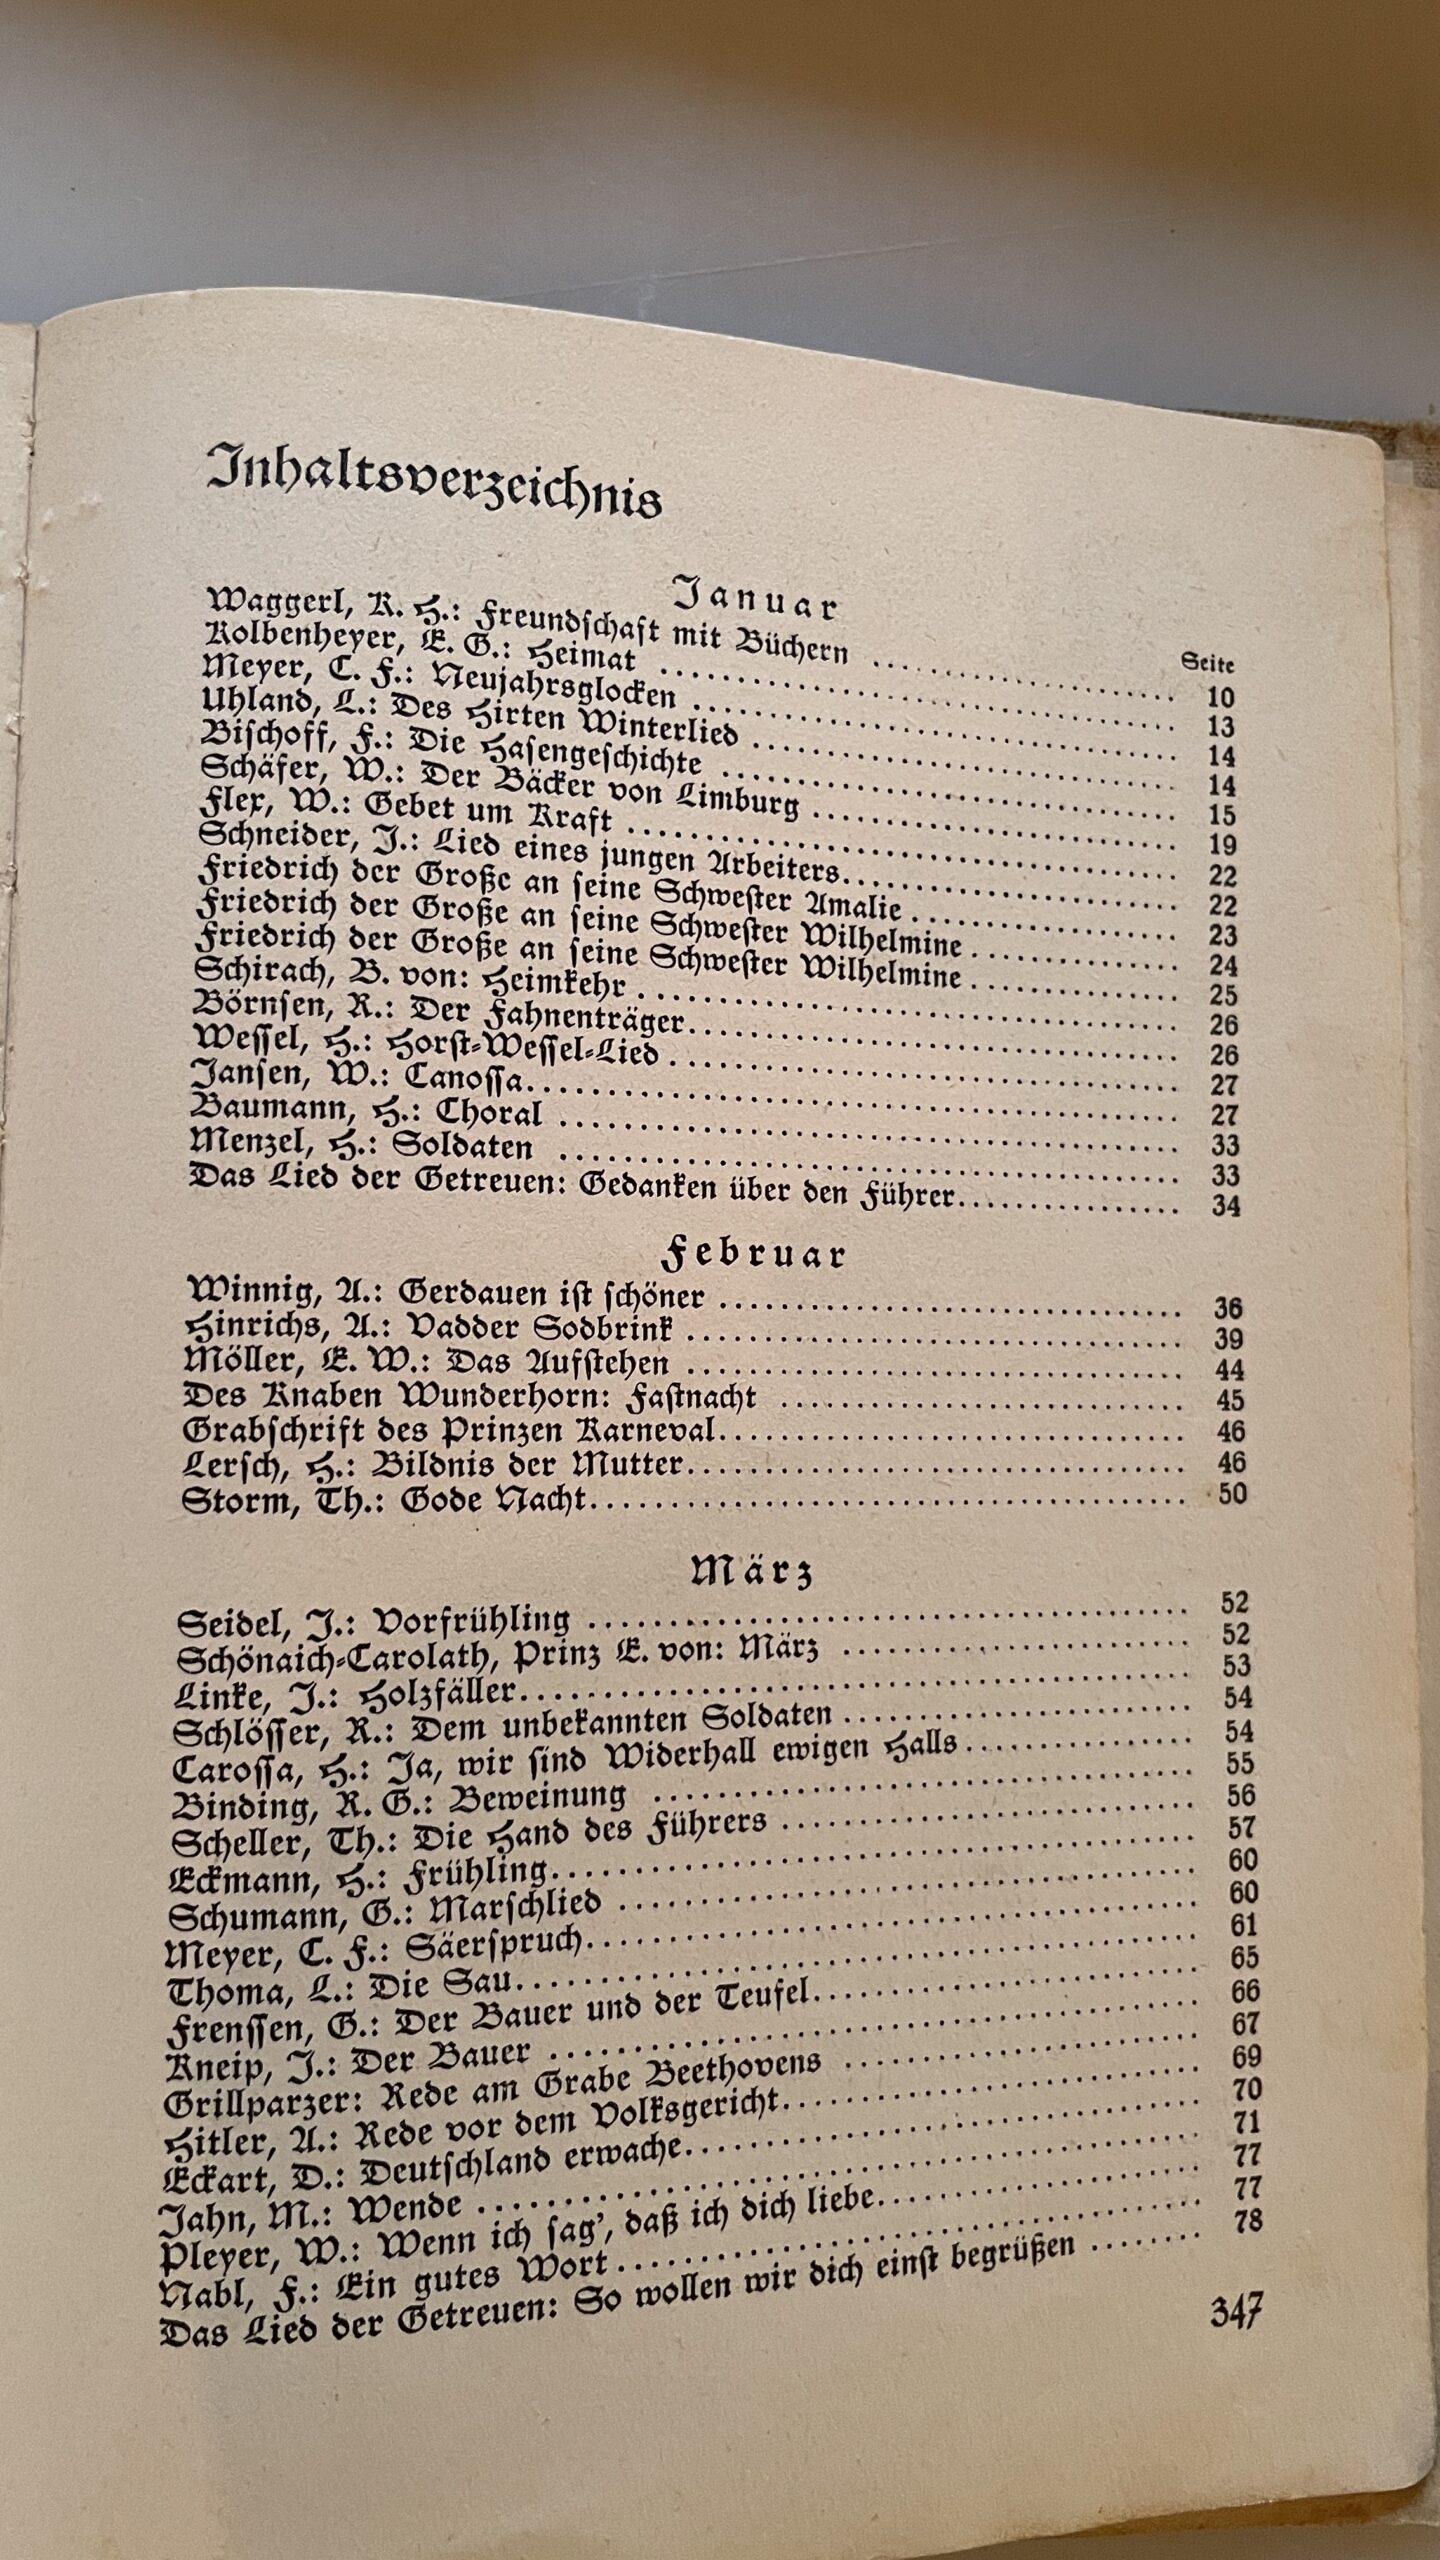 Inhaltsverzeichnis
Januar
Seite
Waggerl, K. H.: Freundschaft mit Büchern .......... 10
Kolbenheyer, E. G.: Heimat .......... 13
Meyer, C. F.: Neujahrsglocken .......... 14
Uhland, L.: Des Hirten Winterlied .......... 14
Bischoff, F.: Die Hasengeschichte .......... 15
Schäfer, W.: Der Bäcker von Limburg .......... 19
Flex, W.: Gebet um Kraft .......... 22
Schneider, J.: Lied eines jungen Arbeiters .......... 22
Friedrich der Große an seine Schwester Amalie .......... 23
Friedrich der Große an seine Schwester Wilhelmine .......... 24
Friedrich der Große an seine Schwester Wilhelmine .......... 25
Schirach, B. von: Heimkehr .......... 26
Börnsen, R.: Der Fahnenträger .......... 26
Wessel, H.: Horst-Wessel-Lied .......... 27
Jansen, W.: Canossa .......... 27
Baumann, H.: Choral .......... 33
Menzel, H.: Soldaten .......... 33
Das Lied der Getreuen: Gedanken über den Führer .......... 34
Februar
Winnig, A.: Gerdauen ist schöner .......... 36
Hinrichs, A.: Vadder Sodbrink .......... 39
Möller, E. W.: Das Aufstehen .......... 44
Des Knaben Wunderhorn: Fastnacht .......... 45
Grabschrift des Prinzen Karneval .......... 46
Lersch, H.: Bildnis der Mutter .......... 46
Storm, Th.: Gode Nacht .......... 50
März
Seidel, J.: Vorfrühling .......... 52
Schönaich-Carolath, Prinz E. von: März .......... 52
Linke, J.: Holzfäller .......... 53
Schlösser, R.: Dem unbekannten Soldaten .......... 54
Carossa, H.: Ja, wir sind Widerhall ewigen Halls .......... 54
Binding, R. G.: Beweinung .......... 55
Scheller, Th.: Die Hand des Führers .......... 56
Eckmann, H.: Frühling .......... 57
Schumann, G.: Marschlied .......... 60
Meyer, C. F.: Säerspruch .......... 60
Thoma, L.: Die Sau .......... 61
Frenssen, G.: Der Bauer und der Teufel .......... 65
Kneip, J.: Der Bauer .......... 66
Grillparzer: Rede am Grabe Beethovens .......... 67
Hitler, A.: Rede vor dem Volksgericht .......... 69
Eckart, D.: Deutschland erwache .......... 70
Jahn, M.: Wende .......... 71
Pleyer, W.: Wenn ich sag', daß ich dich liebe .......... 77
Nabl, F.: Ein gutes Wort .......... 77
Das Lied der Getreuen: So wollen wir dich einst begrüßen .......... 78
347